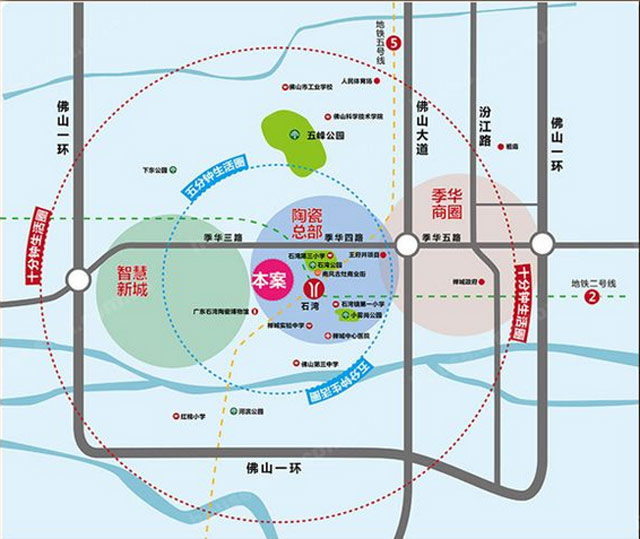 地铁五号线
5
佛山市工业学校
人民体育场
佛山一环
佛山科学技术学院
佛山大道
汾江路
佛山一环
五峰公园
祖庙
下东公园
五分钟生活圈
季华
商圈
陶瓷
总部
十分钟生活圈
季华三路
季华四路
季华五路
石湾第三小学
王府井项目
石湾公园
智慧
新城
本案
南风古灶商业街
禅城政府
十分钟生活圈
地铁二号线
2
石湾
石湾镇第一小学
广东石湾陶瓷博物馆
小雾岗公园
禅城实验中学
禅城中心医院
佛山第三中学
五分钟生活圈
红棉小学
河滨公园
佛山一环